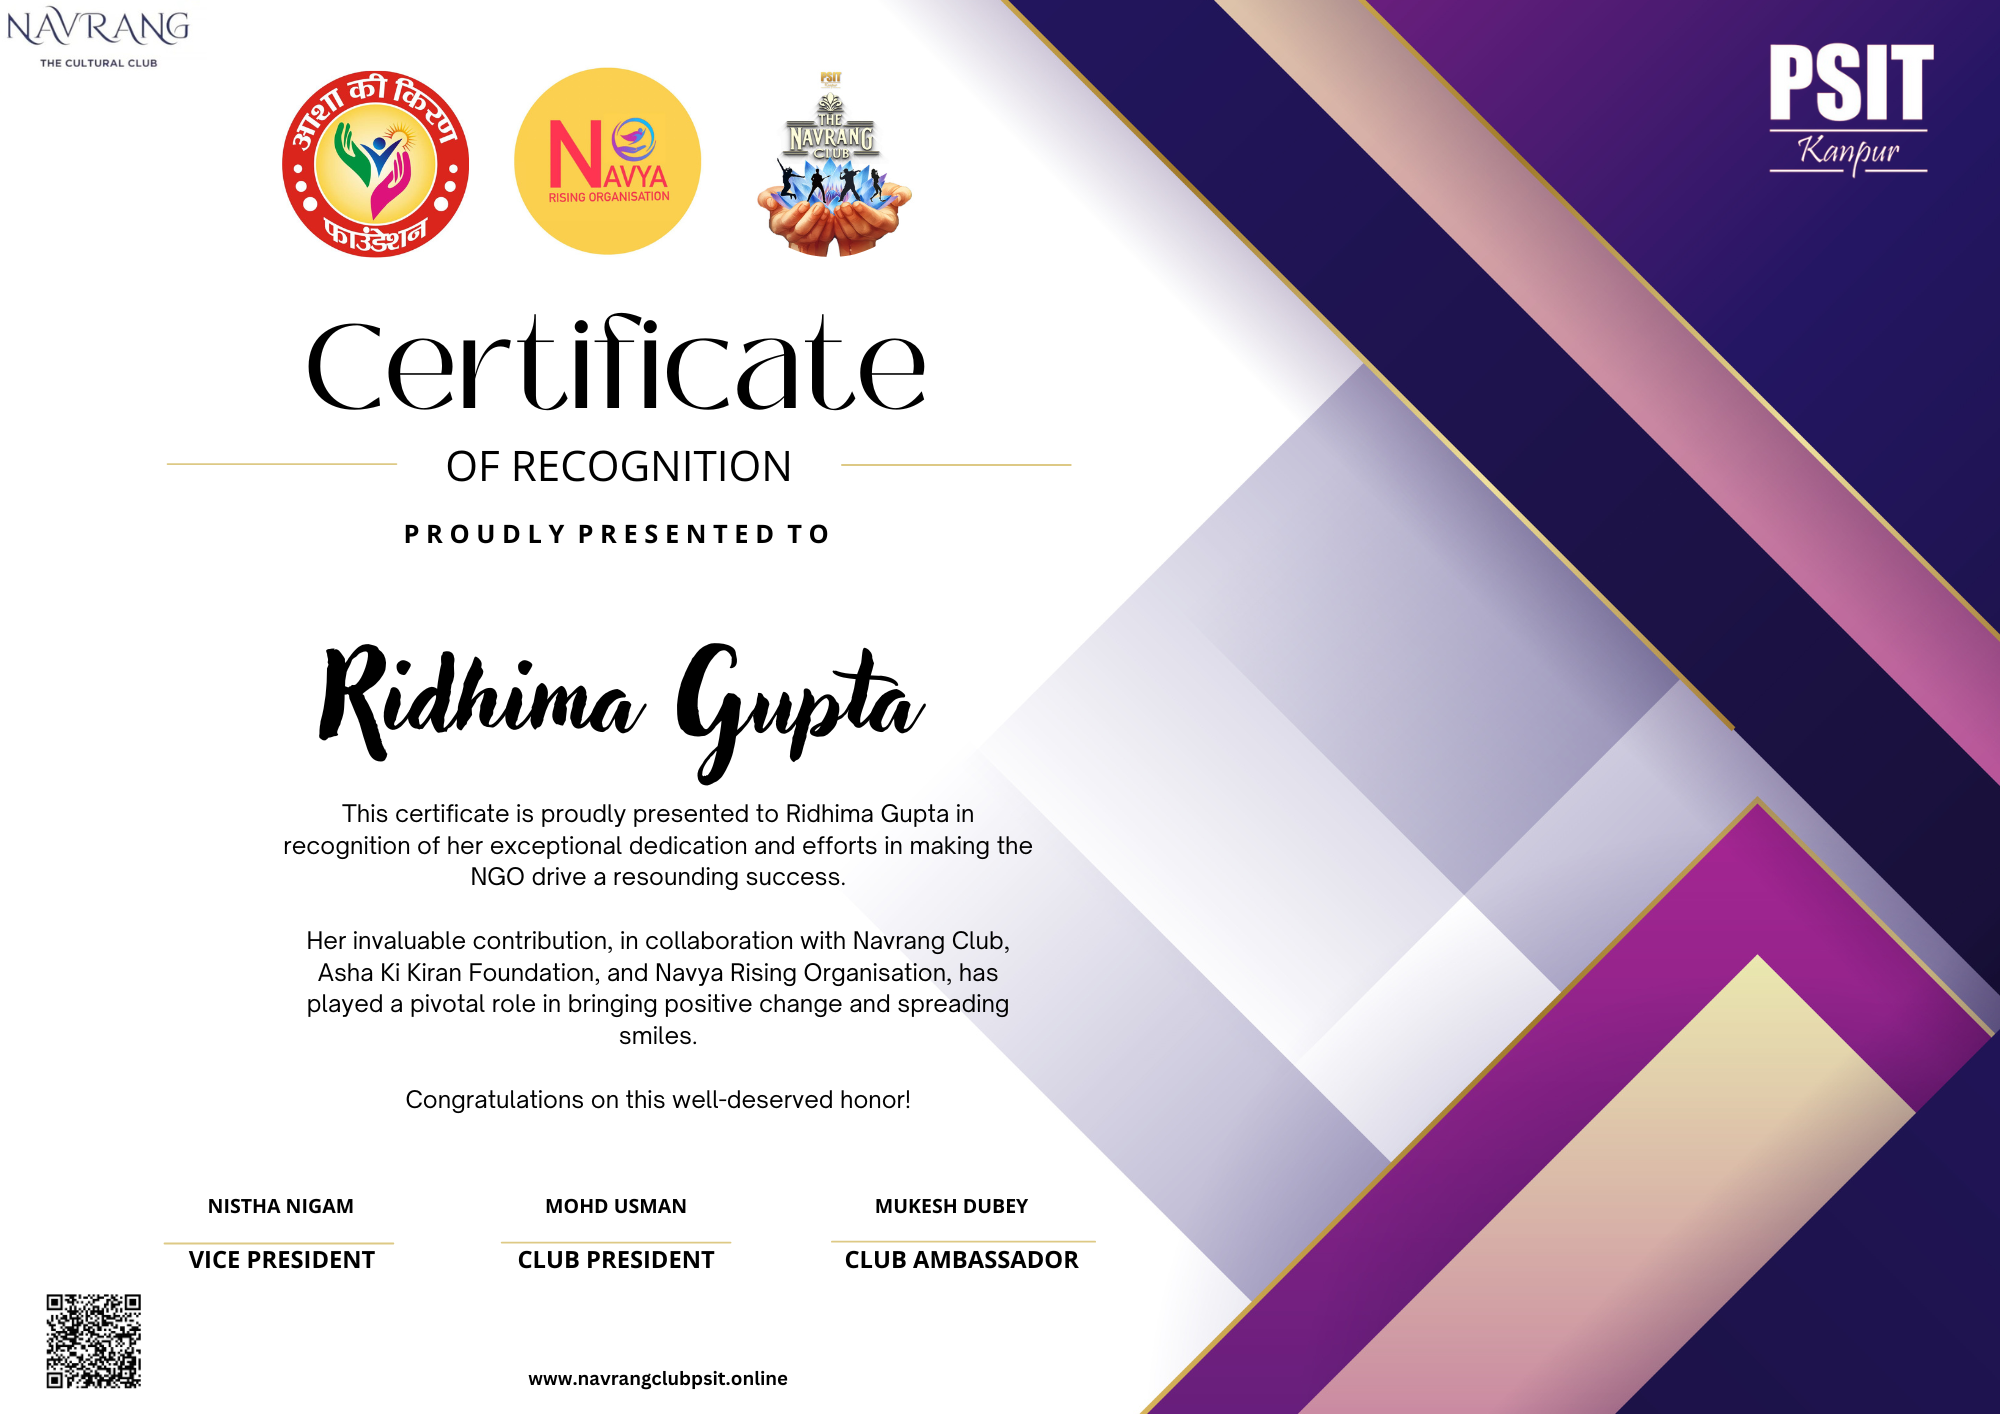 NAVRANG
THE CULTURAL CLUB
PSIT
Kanpur
आशा की किरण
फाउंडेशन
NAVYA
RISING ORGANISATION
PSIT
THE
NAVRANG
CLUB
Certificate
OF RECOGNITION
PROUDLY PRESENTED TO
Ridhima Gupta
This certificate is proudly presented to Ridhima Gupta in
recognition of her exceptional dedication and efforts in making the
NGO drive a resounding success.
Her invaluable contribution, in collaboration with Navrang Club,
Asha Ki Kiran Foundation, and Navya Rising Organisation, has
played a pivotal role in bringing positive change and spreading
smiles.
Congratulations on this well-deserved honor!
NISTHA NIGAM
VICE PRESIDENT
MOHD USMAN
CLUB PRESIDENT
MUKESH DUBEY
CLUB AMBASSADOR
www.navrangclubpsit.online